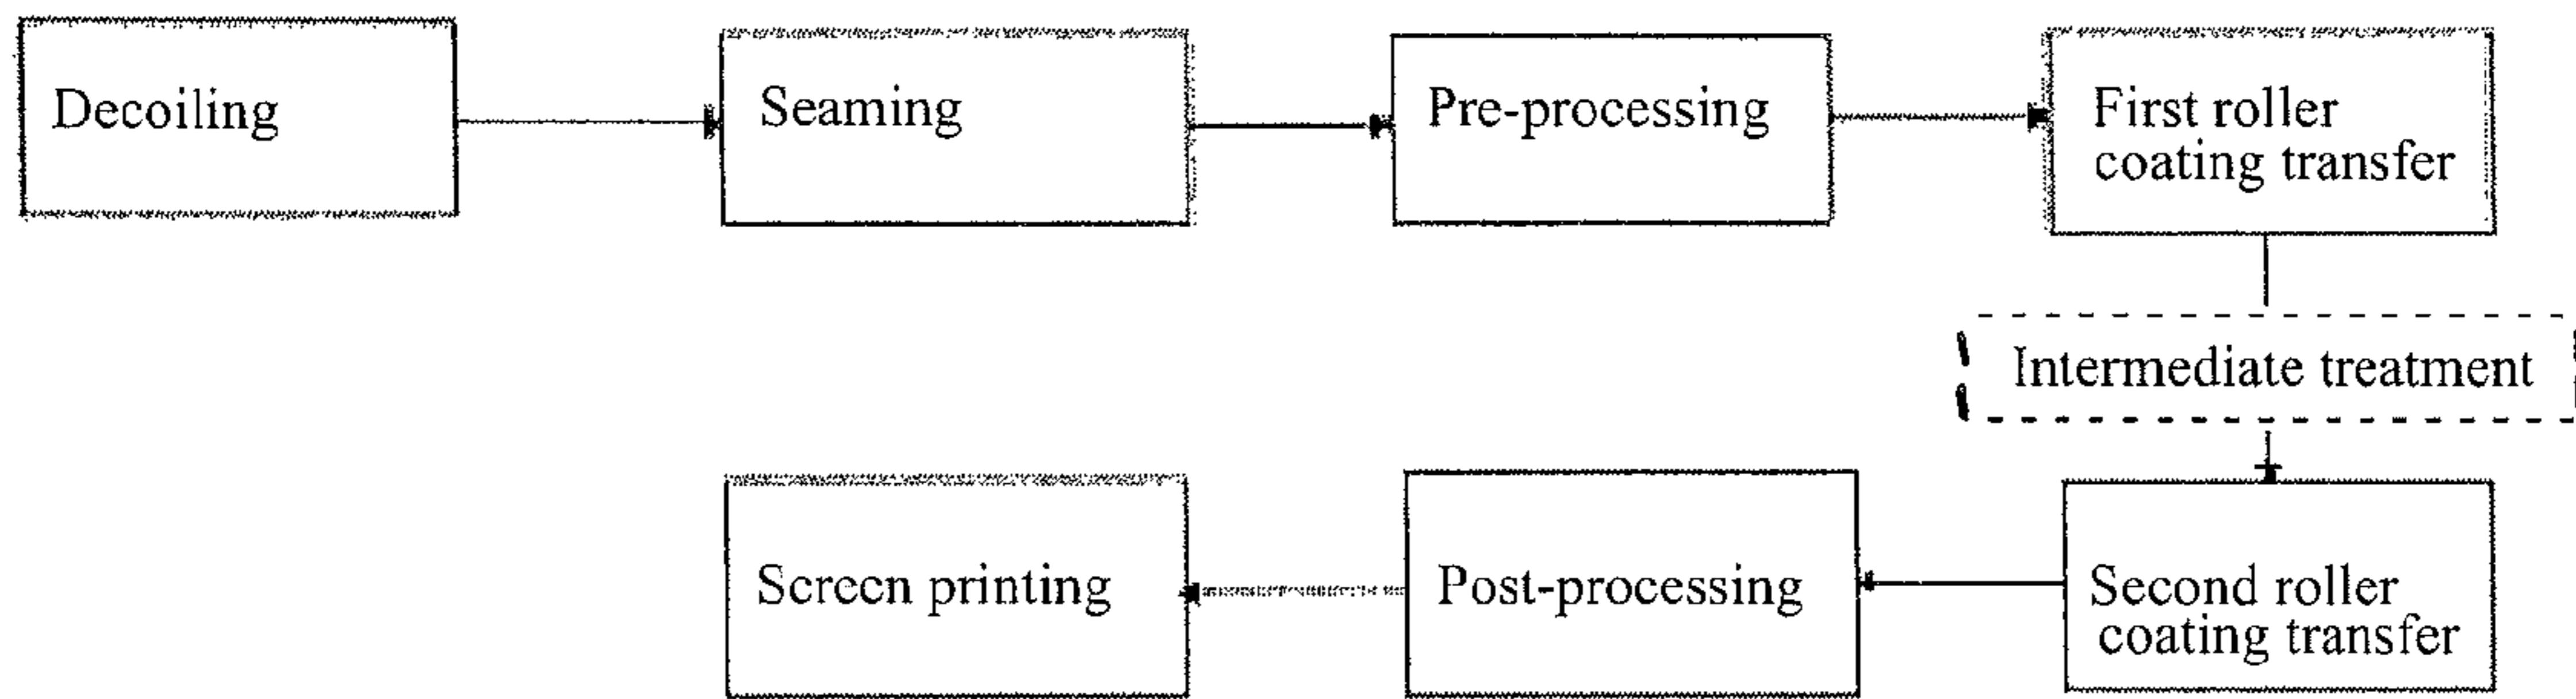 Decoiling
Seaming
Pre-processing
First roller
coating transfer
Intermediate treatment
Second roller
coating transfer
Post-processing
Screen printing